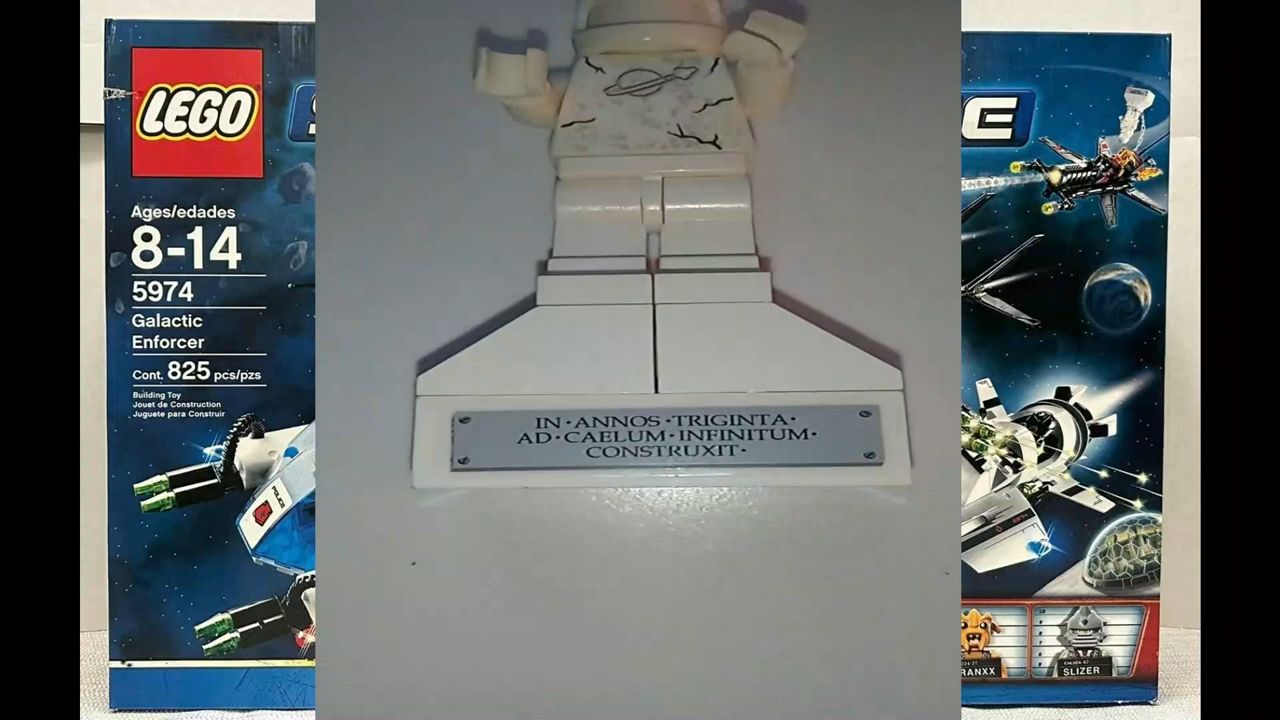 LEGO
Ages/edades
8-14
5974
Galactic
Enforcer
Cont. 825 pcs/pzs
Building Toy
Jouet de Construction
Juguete para Construir
POLICE
E
IN·ANNOS·TRIGINTA·
AD·CAELUM·INFINITUM·
CONSTRUXIT·
RANXX
SLIZER